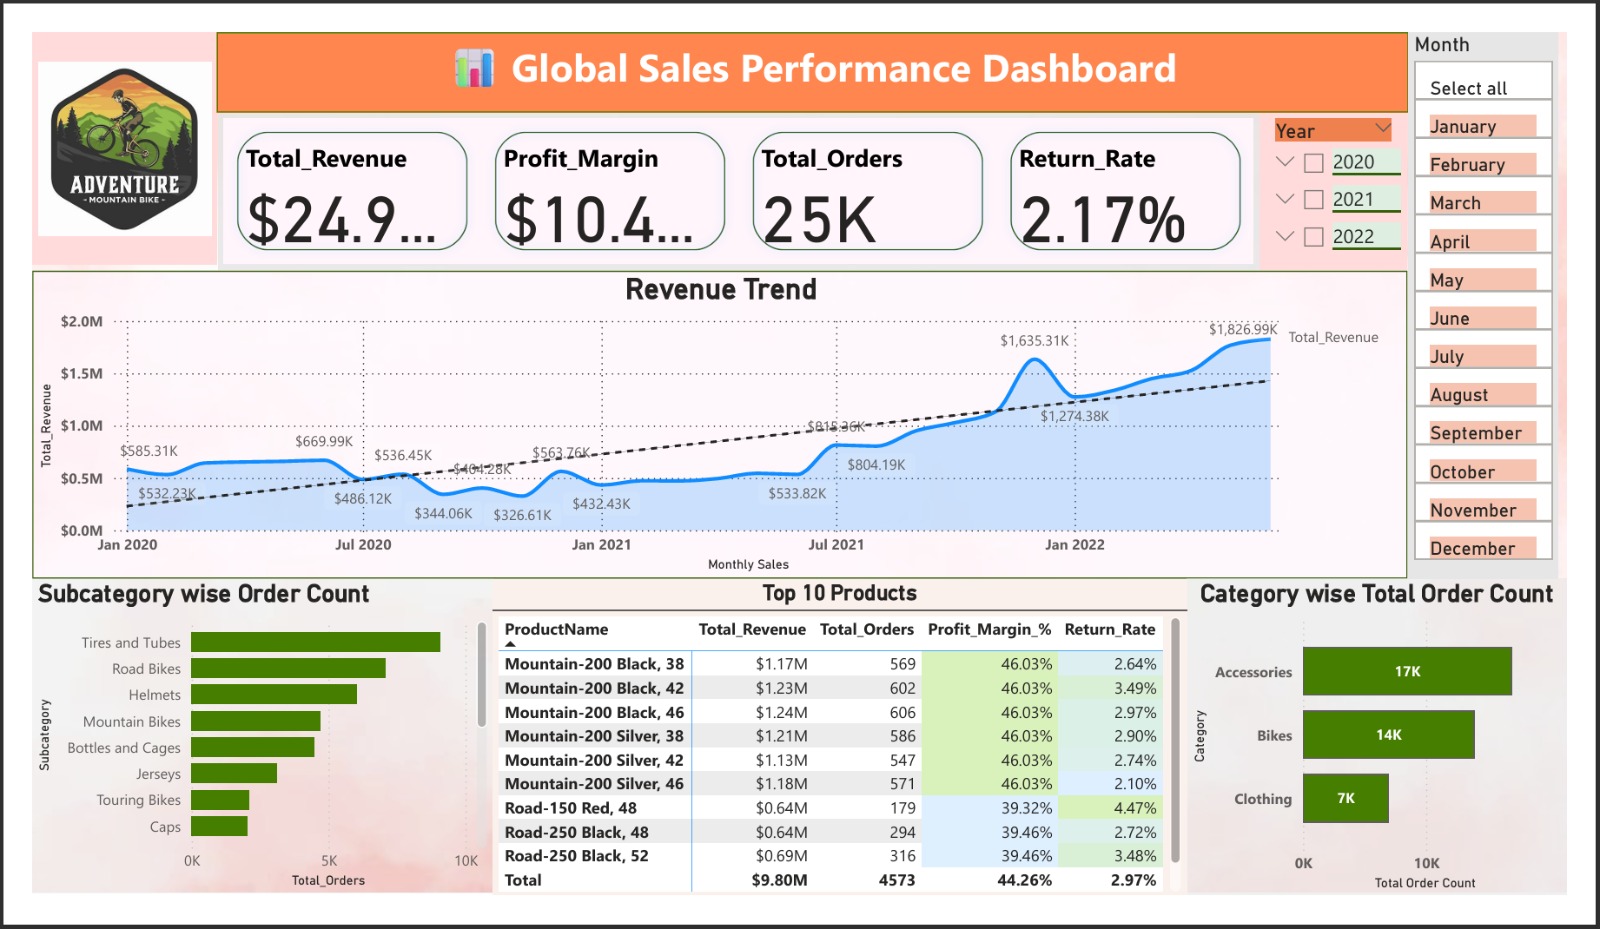 ADVENTURE
- MOUNTAIN BIKE -
Global Sales Performance Dashboard
Total_Revenue
$24.9...
Profit_Margin
$10.4...
Total_Orders
25K
Return_Rate
2.17%
Year
2020
2021
2022
Month
Select all
January
February
March
April
May
June
July
August
September
October
November
December
Revenue Trend
Total_Revenue
$2.0M
$1.5M
$1.0M
$0.5M
$0.0M
$585.31K
$532.23K
$669.99K
$486.12K
$536.45K
$344.06K
$404.28K
$326.61K
$563.76K
$432.43K
$533.82K
$815.36K
$804.19K
$1,635.31K
$1,274.38K
$1,826.99K
Total_Revenue
Jan 2020 Jul 2020 Jan 2021 Jul 2021 Jan 2022
Monthly Sales
Subcategory wise Order Count
Subcategory
Tires and Tubes
Road Bikes
Helmets
Mountain Bikes
Bottles and Cages
Jerseys
Touring Bikes
Caps
0K 5K 10K
Total_Orders
Top 10 Products
ProductName Total_Revenue Total_Orders Profit_Margin_% Return_Rate
Mountain-200 Black, 38 $1.17M 569 46.03% 2.64%
Mountain-200 Black, 42 $1.23M 602 46.03% 3.49%
Mountain-200 Black, 46 $1.24M 606 46.03% 2.97%
Mountain-200 Silver, 38 $1.21M 586 46.03% 2.90%
Mountain-200 Silver, 42 $1.13M 547 46.03% 2.74%
Mountain-200 Silver, 46 $1.18M 571 46.03% 2.10%
Road-150 Red, 48 $0.64M 179 39.32% 4.47%
Road-250 Black, 48 $0.64M 294 39.46% 2.72%
Road-250 Black, 52 $0.69M 316 39.46% 3.48%
Total $9.80M 4573 44.26% 2.97%
Category wise Total Order Count
Category
Accessories 17K
Bikes 14K
Clothing 7K
0K 10K
Total Order Count